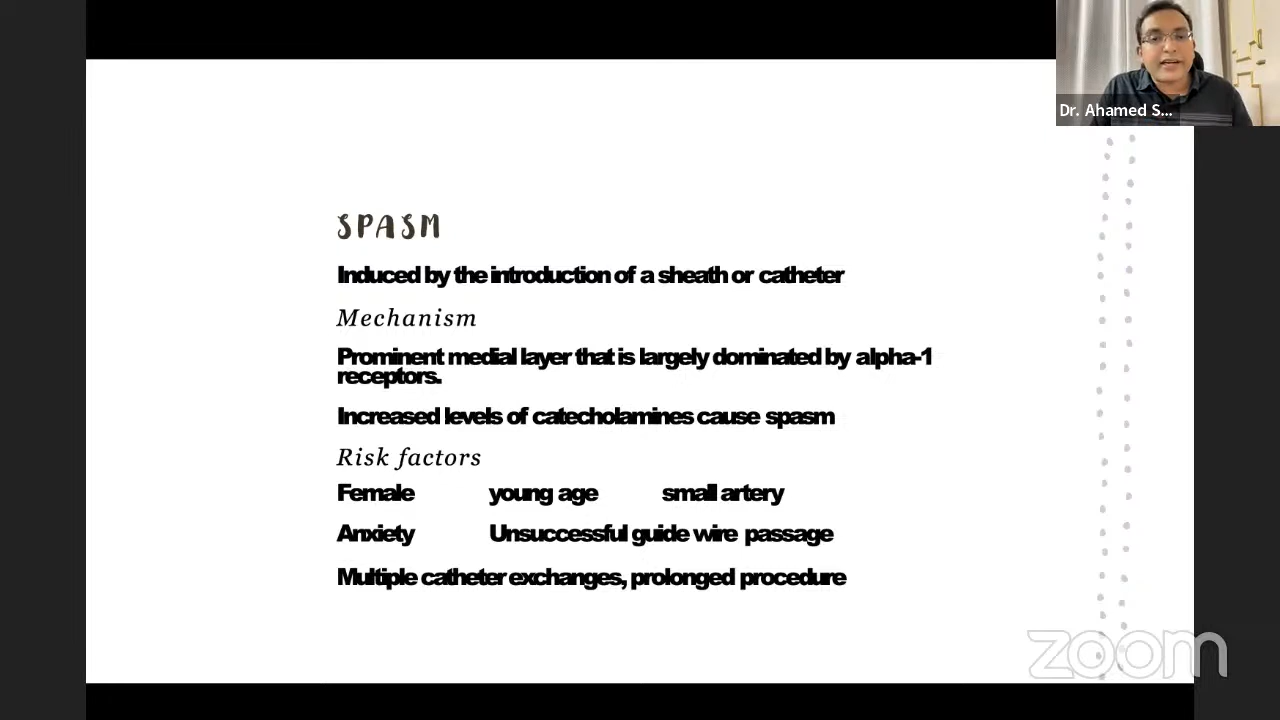 Dr. Ahamed S...
SPASM
Induced by the introduction of a sheath or catheter
Mechanism
Prominent medial layer that is largely dominated by alpha-1
receptors.
Increased levels of catecholamines cause spasm
Risk factors
Female young age small artery
Anxiety Unsuccessful guide wire passage
Multiple catheter exchanges, prolonged procedure
zoom